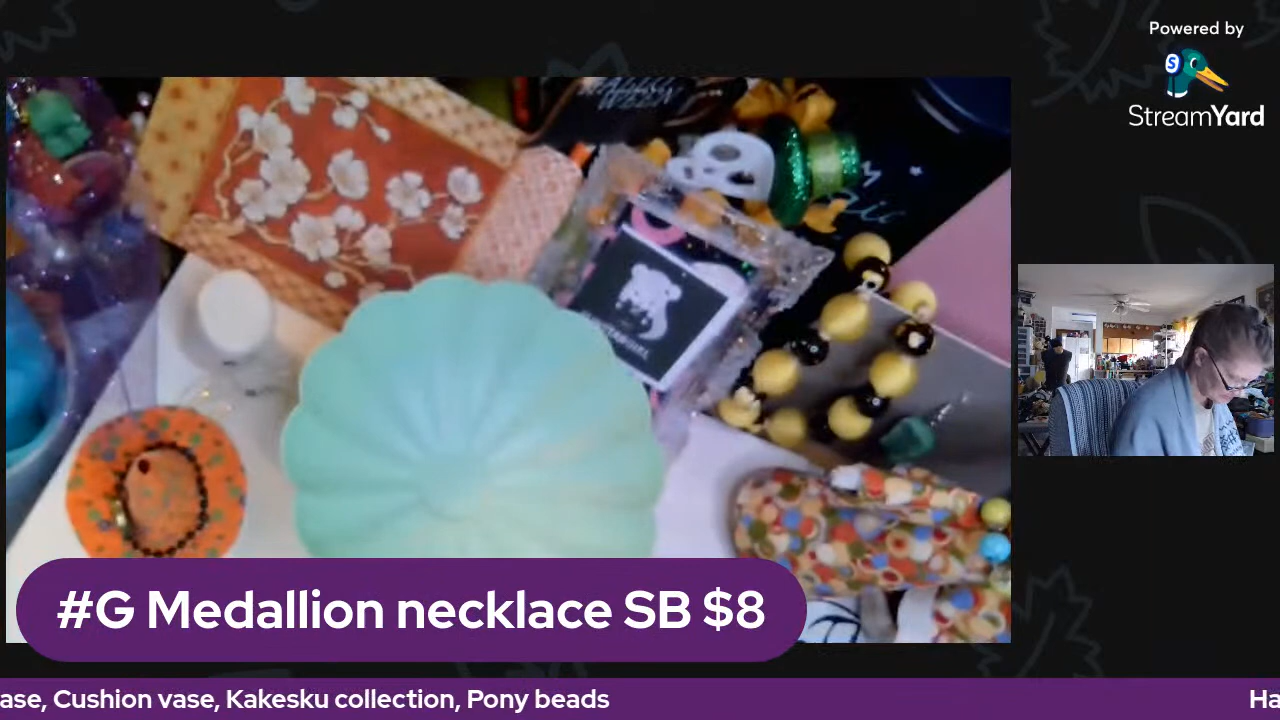 Powered by
S
StreamYard
#G Medallion necklace SB $8
ase, Cushion vase, Kakesku collection, Pony beads
Ha